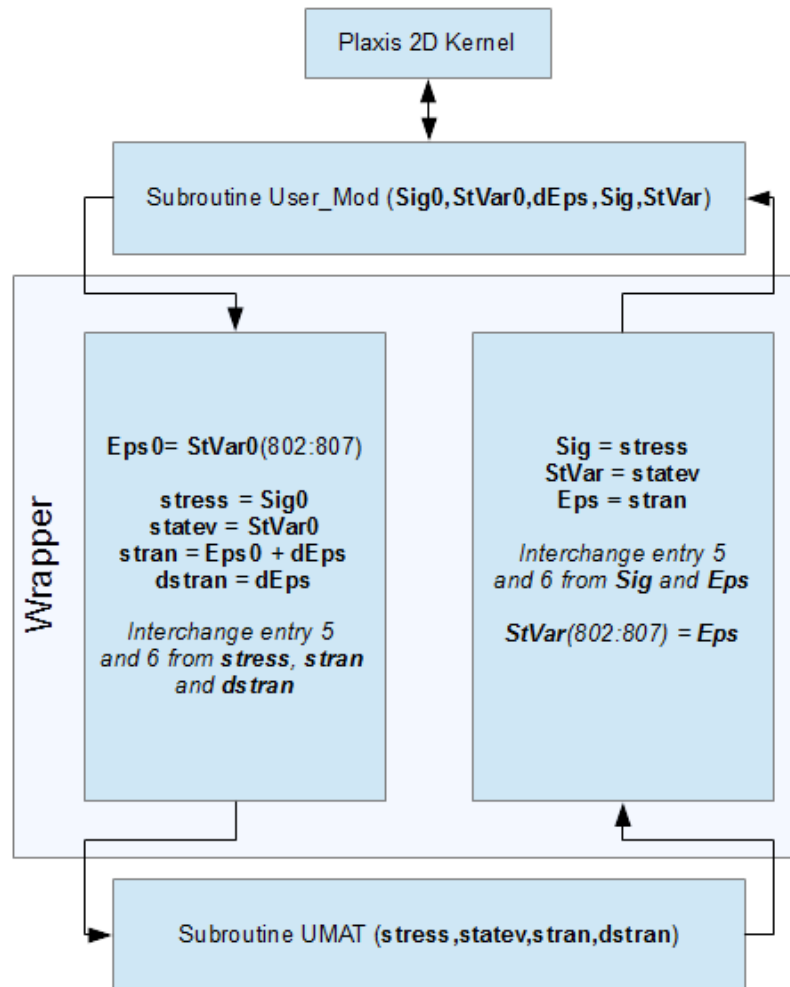 Plaxis 2D Kernel
Subroutine User_Mod (Sig0,StVar0,dEps,Sig,StVar)
Wrapper
Eps0= StVar0(802:807)
stress = Sig0
statev = StVar0
stran = Eps0 + dEps
dstran = dEps
Interchange entry 5
and 6 from stress, stran
and dstran
Sig = stress
StVar = statev
Eps = stran
Interchange entry 5
and 6 from Sig and Eps
StVar(802:807) = Eps
Subroutine UMAT (stress,statev,stran,dstran)